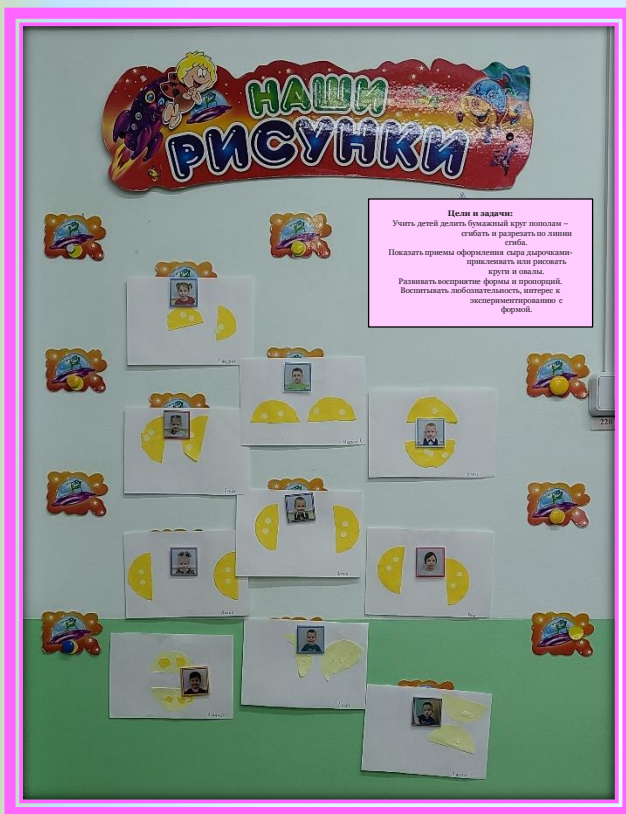 НАШИ
РИСУНКИ
Цели и задачи:
Учить детей делить бумажный круг пополам –
сгибать и разрезать по линии
сгиба.
Показать приемы оформления сыра дырочками-
приклеивать или рисовать
круги и овалы.
Развивать восприятие формы и пропорций.
Воспитывать любознательность, интерес к
экспериментированию с
формой.
220